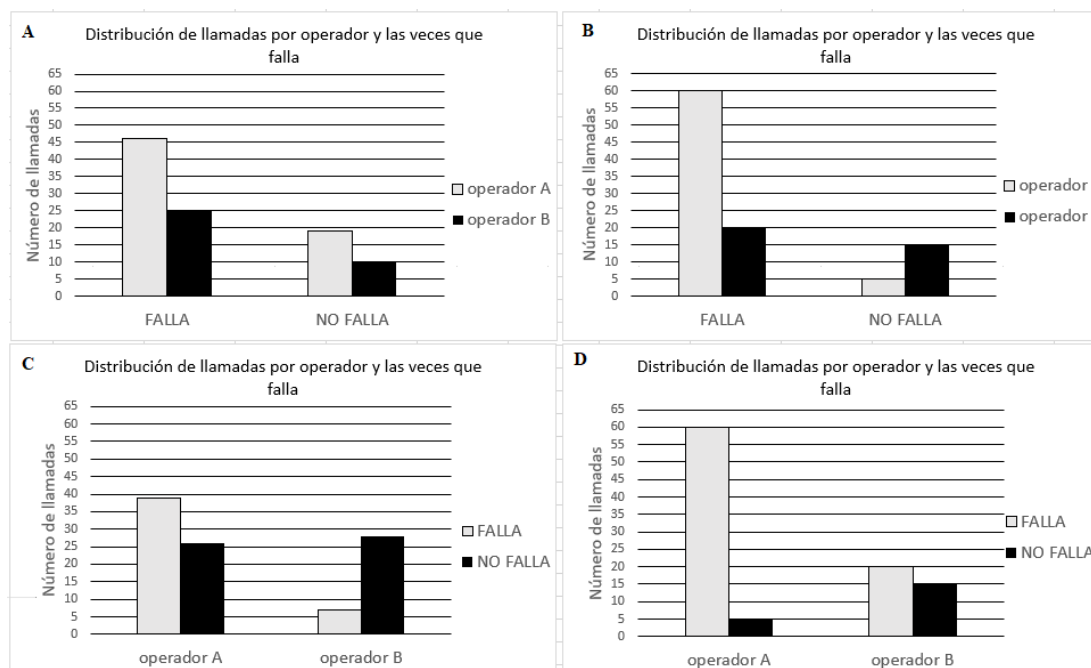 A
Distribución de llamadas por operador y las veces que
falla
Número de llamadas
65
60
55
50
45
40
35
30
25
20
15
10
5
0
FALLA
NO FALLA
operador A
operador B
B
Distribución de llamadas por operador y las veces que
falla
Número de llamadas
65
60
55
50
45
40
35
30
25
20
15
10
5
0
FALLA
NO FALLA
operador
operador
C
Distribución de llamadas por operador y las veces que
falla
Número de llamadas
65
60
55
50
45
40
35
30
25
20
15
10
5
0
operador A
operador B
FALLA
NO FALLA
D
Distribución de llamadas por operador y las veces que
falla
Número de llamadas
65
60
55
50
45
40
35
30
25
20
15
10
5
0
operador A
operador B
FALLA
NO FALLA